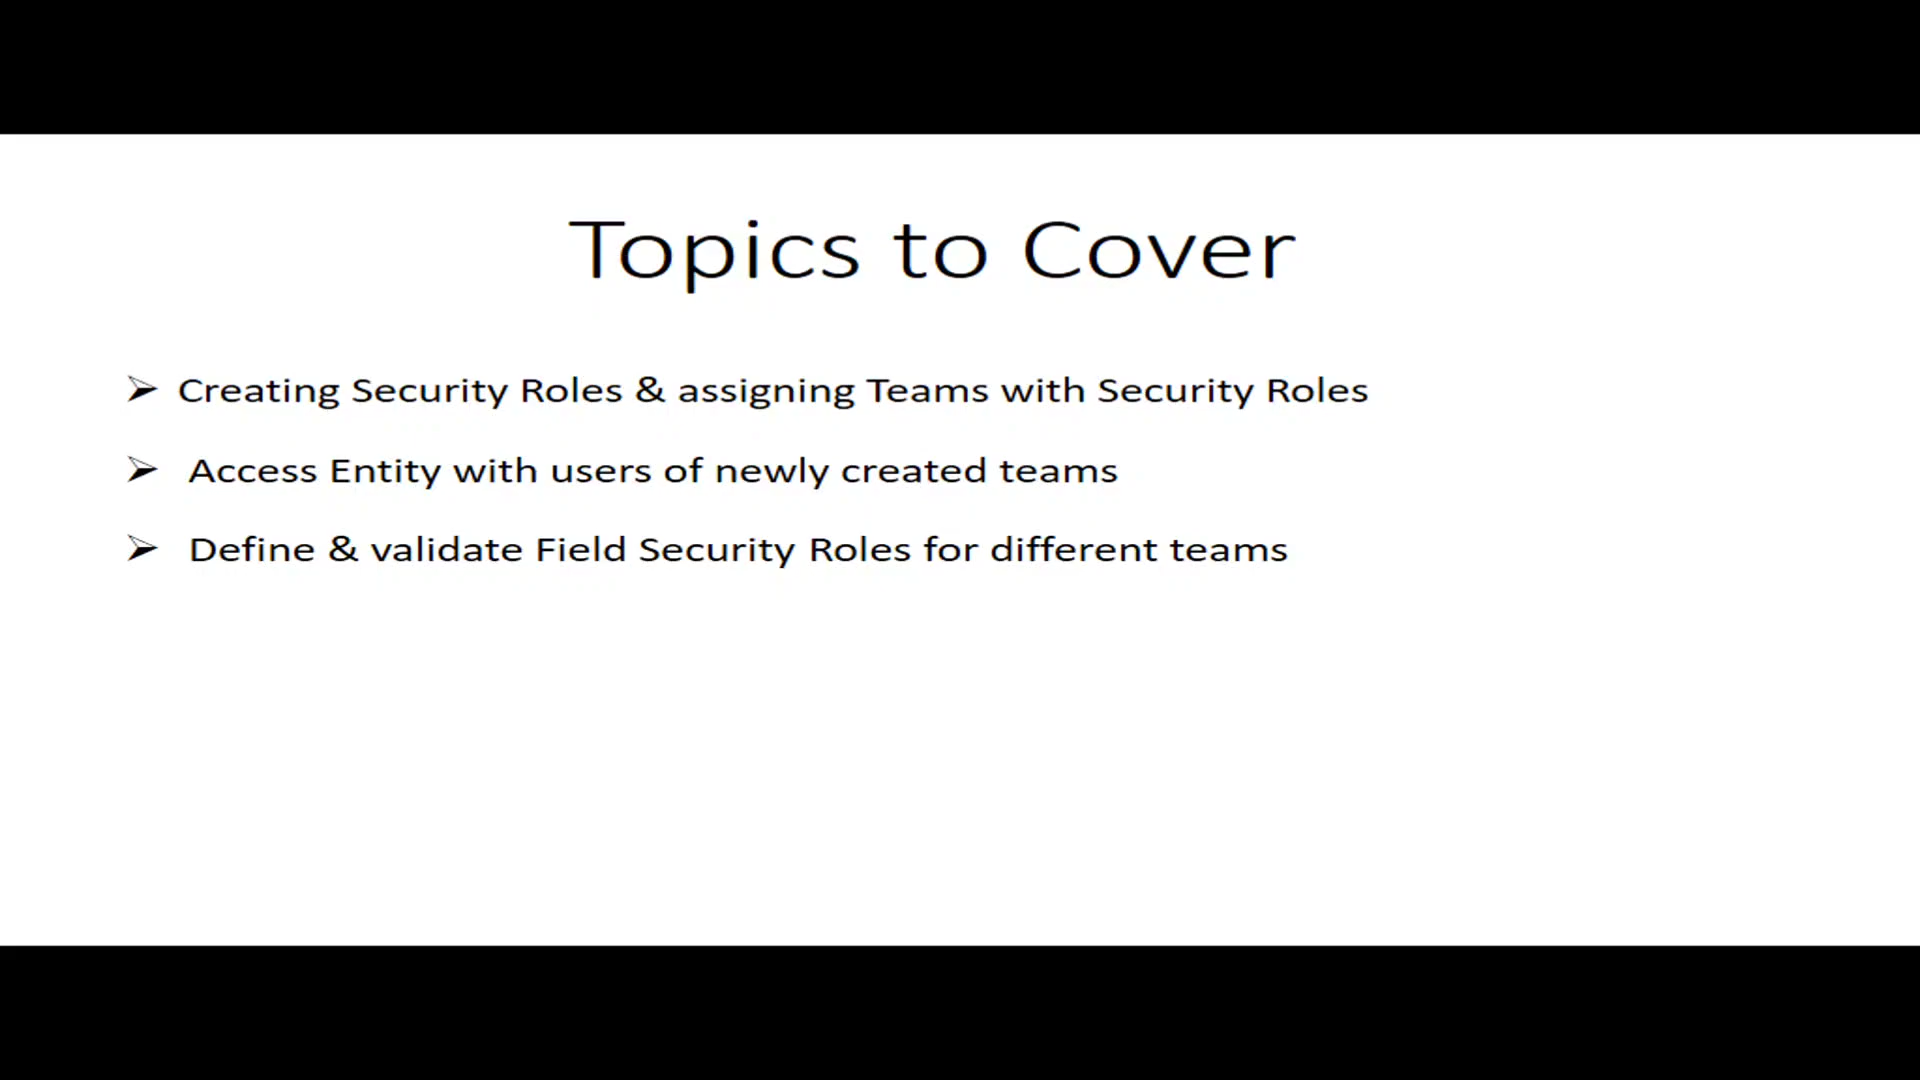 Topics to Cover
➢ Creating Security Roles & assigning Teams with Security Roles
➢ Access Entity with users of newly created teams
➢ Define & validate Field Security Roles for different teams